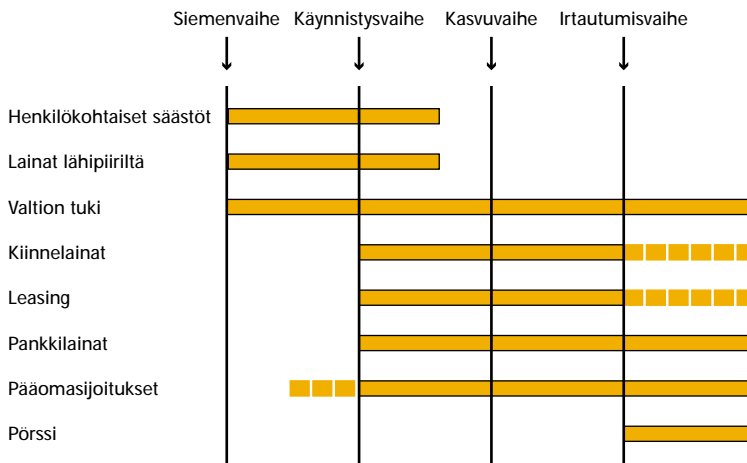 Siemenvaihe Käynnistysvaihe Kasvuvaihe Irtautumisvaihe
Henkilökohtaiset säästöt
Lainat lähipiiriltä
Valtion tuki
Kiinnelainat
Leasing
Pankkilainat
Pääomasijoitukset
Pörssi